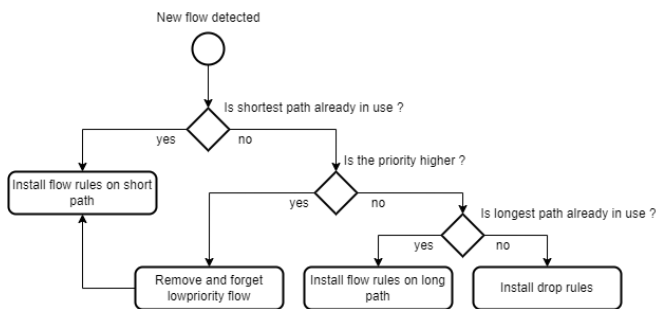 New flow detected
Is shortest path already in use ?
yes
no
Install flow rules on short
path
Is the priority higher ?
yes
no
Is longest path already in use ?
yes
no
Remove and forget
lowpriority flow
Install flow rules on long
path
Install drop rules